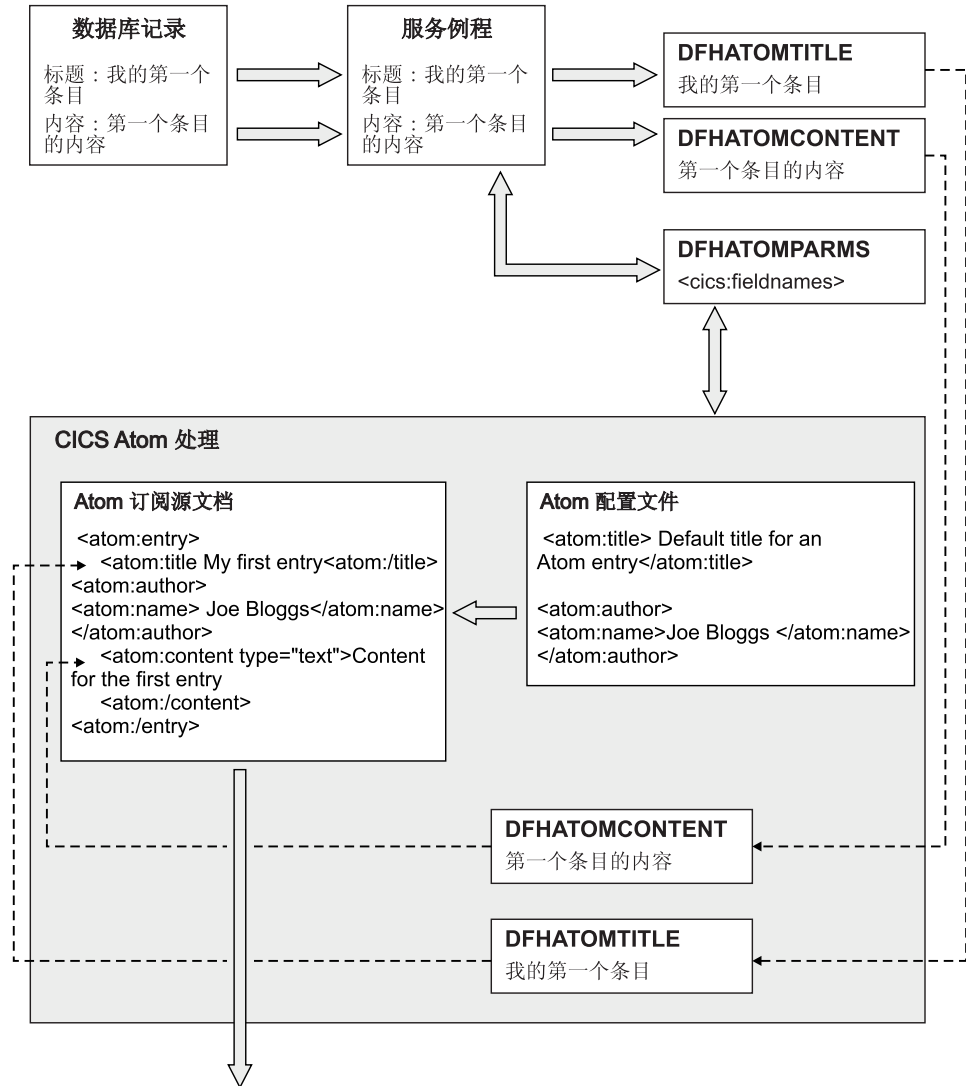 数据库记录
标题：我的第一个
条目
内容：第一个条目
的内容
服务例程
标题：我的第一个
条目
内容：第一个条目
的内容
DFHATOMTITLE
我的第一个条目
DFHATOMCONTENT
第一个条目的内容
DFHATOMPARMS
<cics:fieldnames>
CICS Atom 处理
Atom 订阅源文档
<atom:entry>
<atom:title My first entry<atom:/title>
<atom:author>
<atom:name> Joe Bloggs</atom:name>
</atom:author>
<atom:content type="text">Content
for the first entry
<atom:/content>
<atom:/entry>
Atom 配置文件
<atom:title> Default title for an
Atom entry</atom:title>
<atom:author>
<atom:name>Joe Bloggs </atom:name>
</atom:author>
DFHATOMCONTENT
第一个条目的内容
DFHATOMTITLE
我的第一个条目